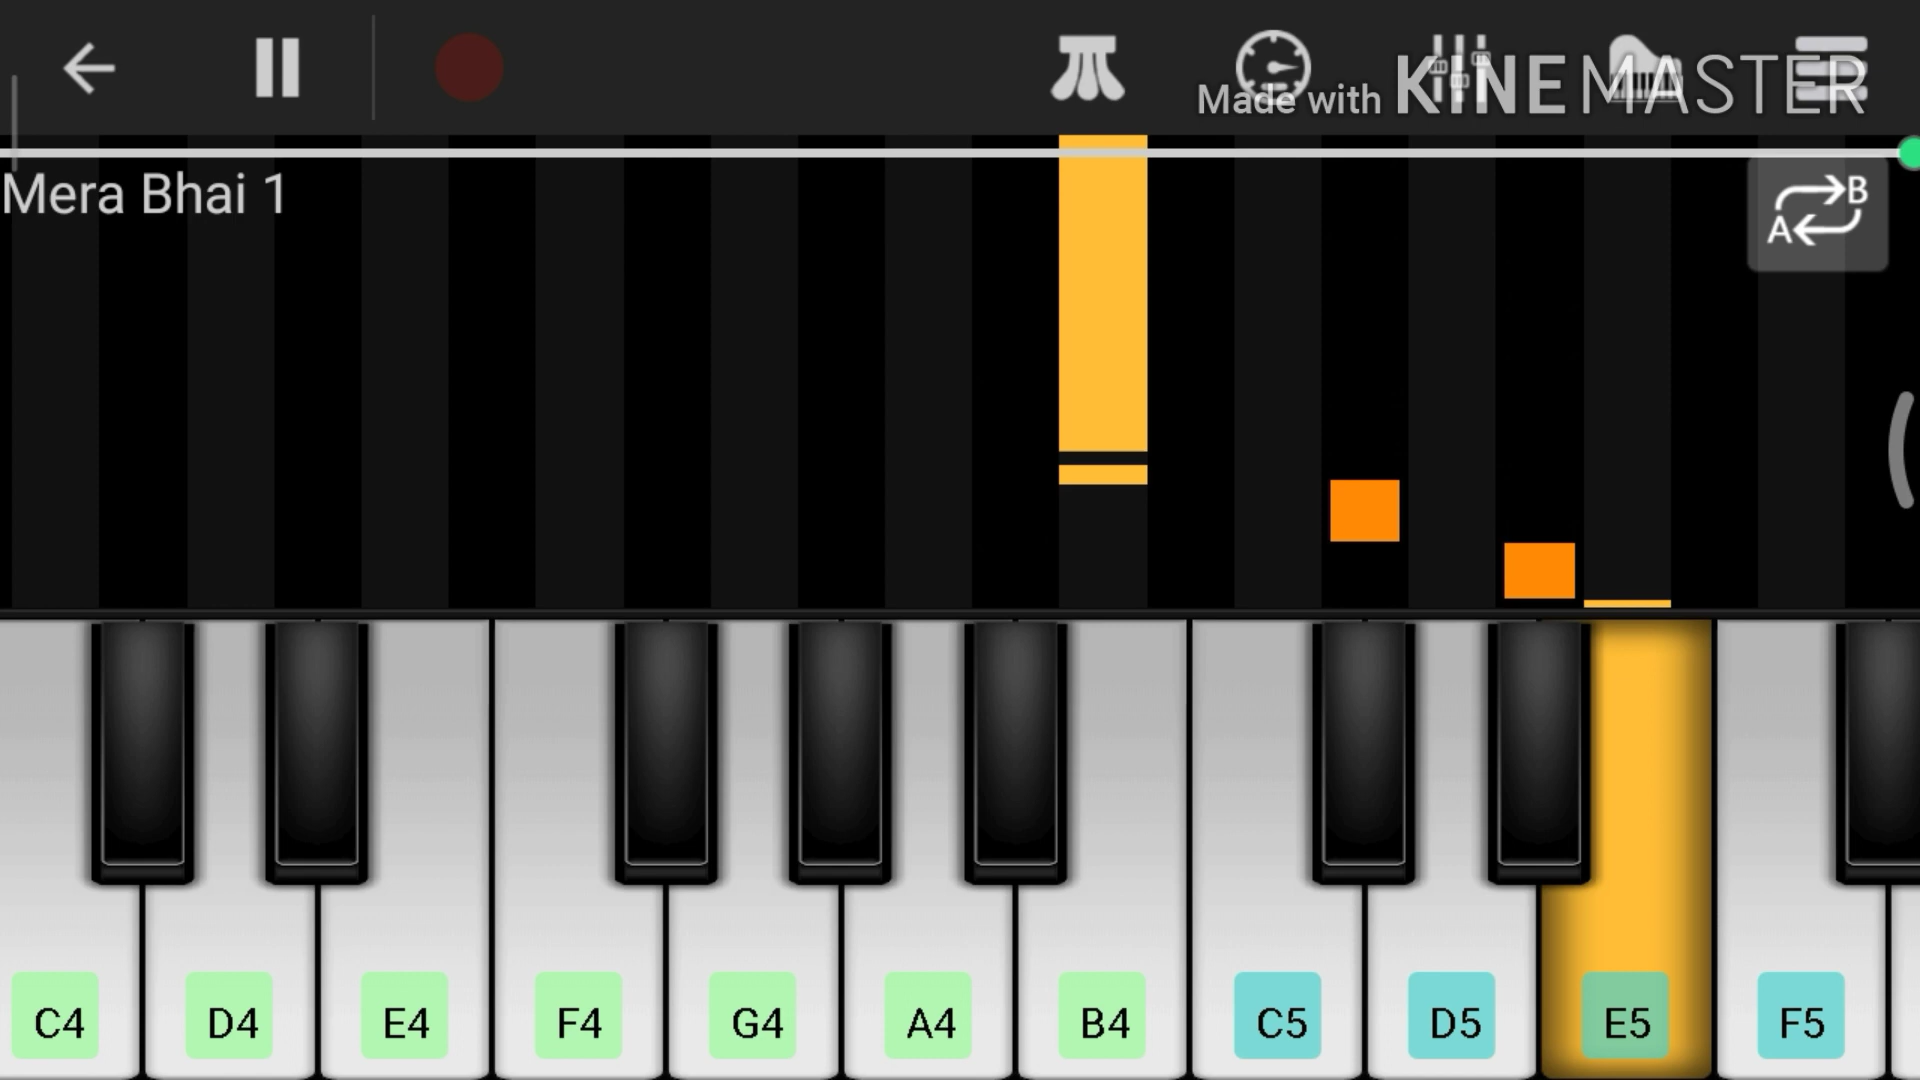 Made with KINEMASTER
Mera Bhai 1
B
A
C4 D4 E4 F4 G4 A4 B4 C5 D5 E5 F5